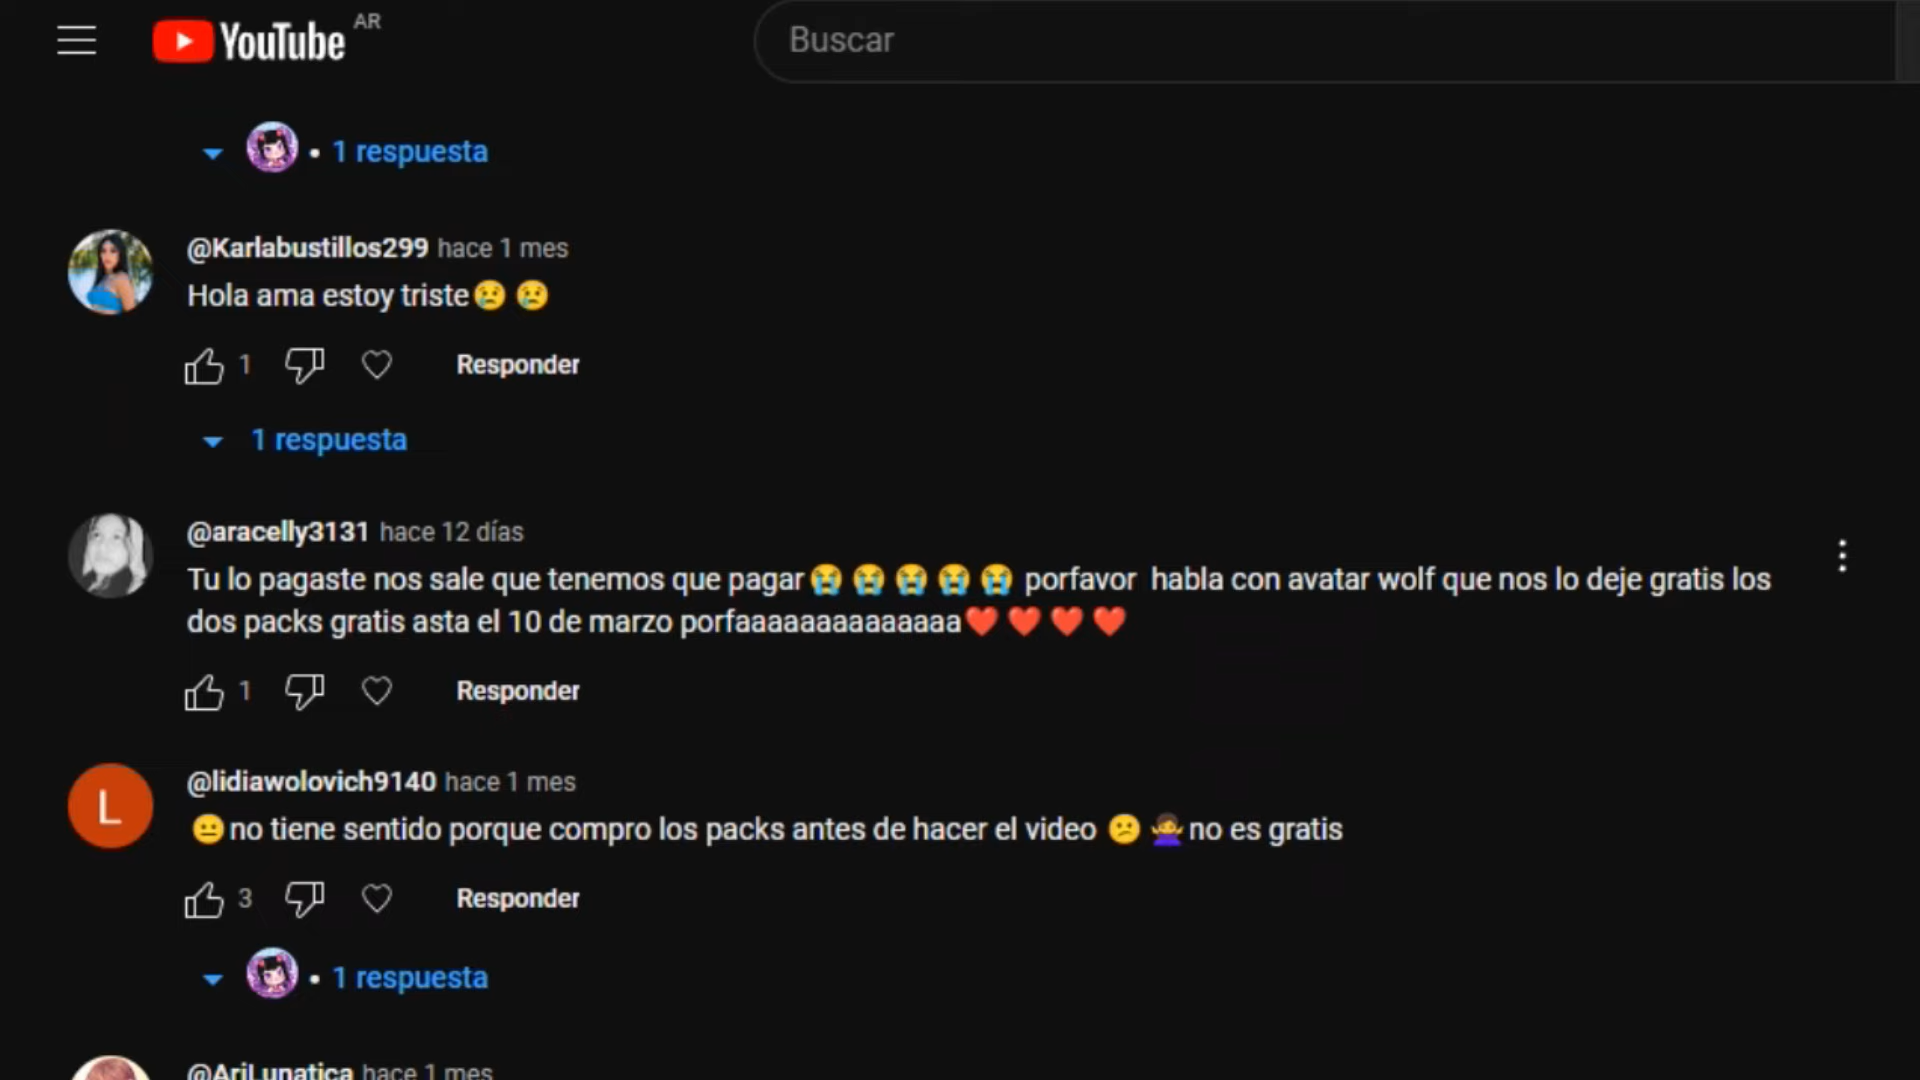 YouTube AR
Buscar
• 1 respuesta
@Karlabustillos299 hace 1 mes
Hola ama estoy triste😢 😢
1 Responder
1 respuesta
@aracelly3131 hace 12 días
Tu lo pagaste nos sale que tenemos que pagar😭 😭 😭 😭 😭 porfavor habla con avatar wolf que nos lo deje gratis los
dos packs gratis asta el 10 de marzo porfaaaaaaaaaaaaaa❤️ ❤️ ❤️ ❤️
1 Responder
L
@lidiawolovich9140 hace 1 mes
😐no tiene sentido porque compro los packs antes de hacer el video 😕 🙅‍♀️no es gratis
3 Responder
• 1 respuesta
@AriLunatica hace 1 mes